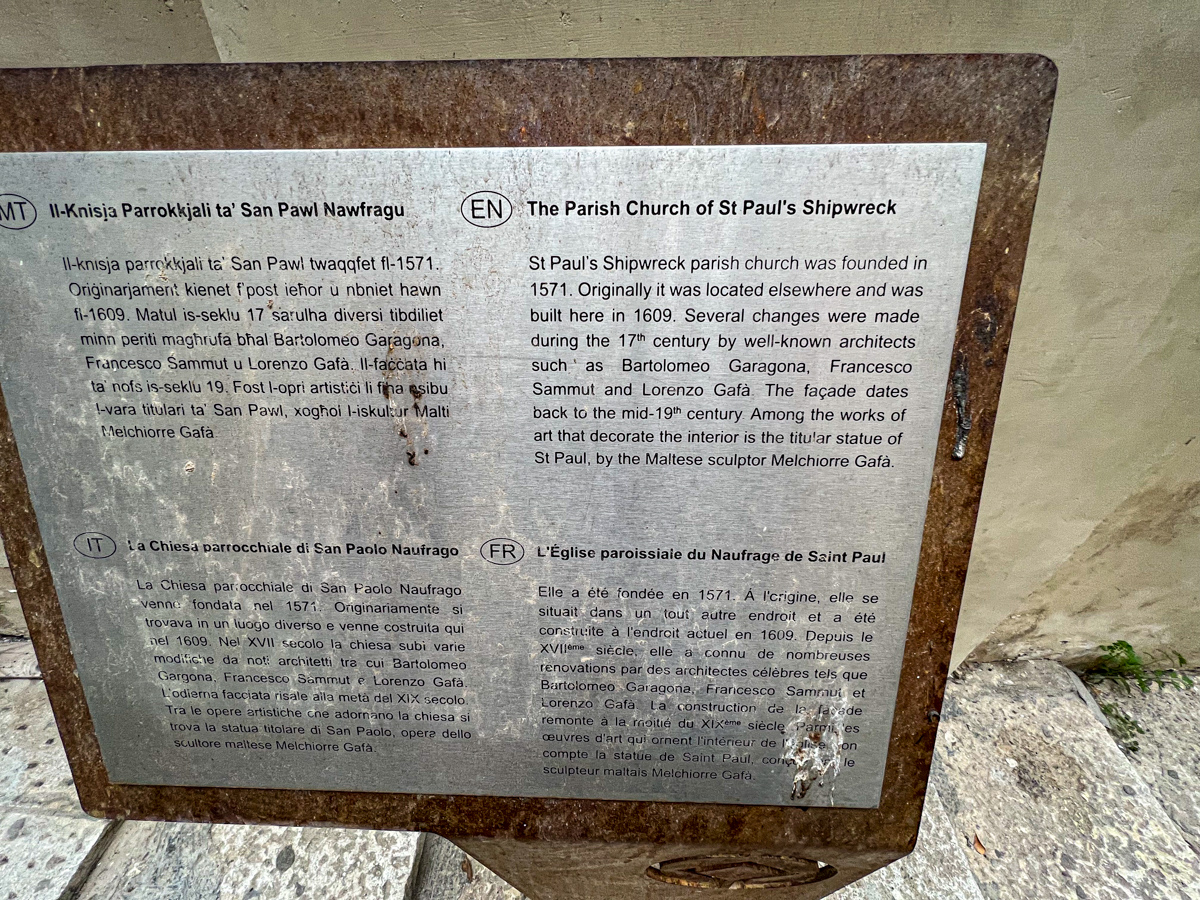 MT
Il-Knisja Parrokkjali ta' San Pawl Nawfragu
Il-knisja parrokkjali ta' San Pawl twaqqfet fl-1571.
Oriġinarjament kienet f'post ieħor u nbniet hawn
fl-1609. Matul is-seklu 17 sarulha diversi tibdiliet
minn periti magħrufa bħal Bartolomeo Garagona,
Francesco Sammut u Lorenzo Gafà. Il-faċċata hi
ta' nofs is-seklu 19. Fost l-opri artistiċi li fiha nsibu
l-vara titulari ta' San Pawl, xogħol l-iskultur Malti
Melchiorre Gafà.
EN
The Parish Church of St Paul's Shipwreck
St Paul's Shipwreck parish church was founded in
1571. Originally it was located elsewhere and was
built here in 1609. Several changes were made
during the 17th century by well-known architects
such as Bartolomeo Garagona, Francesco
Sammut and Lorenzo Gafà. The façade dates
back to the mid-19th century. Among the works of
art that decorate the interior is the titular statue of
St Paul, by the Maltese sculptor Melchiorre Gafà.
IT
La Chiesa parrocchiale di San Paolo Naufrago
La Chiesa parrocchiale di San Paolo Naufrago
venne fondata nel 1571. Originariamente si
trovava in un luogo diverso e venne costruita qui
nel 1609. Nel XVII secolo la chiesa subì varie
modifiche da noti architetti tra cui Bartolomeo
Gargona, Francesco Sammut e Lorenzo Gafà.
L'odierna facciata risale alla metà del XIX secolo.
Tra le opere artistiche che adornano la chiesa si
trova la statua titolare di San Paolo, opera dello
scultore maltese Melchiorre Gafà.
FR
L'Église paroissiale du Naufrage de Saint Paul
Elle a été fondée en 1571. À l'origine, elle se
situait dans un tout autre endroit et a été
construite à l'endroit actuel en 1609. Depuis le
XVIIème siècle, elle a connu de nombreuses
rénovations par des architectes célèbres tels que
Bartolomeo Garagona, Francesco Sammut et
Lorenzo Gafà. La construction de la façade
remonte à la moitié du XIXème siècle. Parmi les
œuvres d'art qui ornent l'intérieur de l'église, on
compte la statue de Saint Paul, le
sculpteur maltais Melchiorre Gafà.